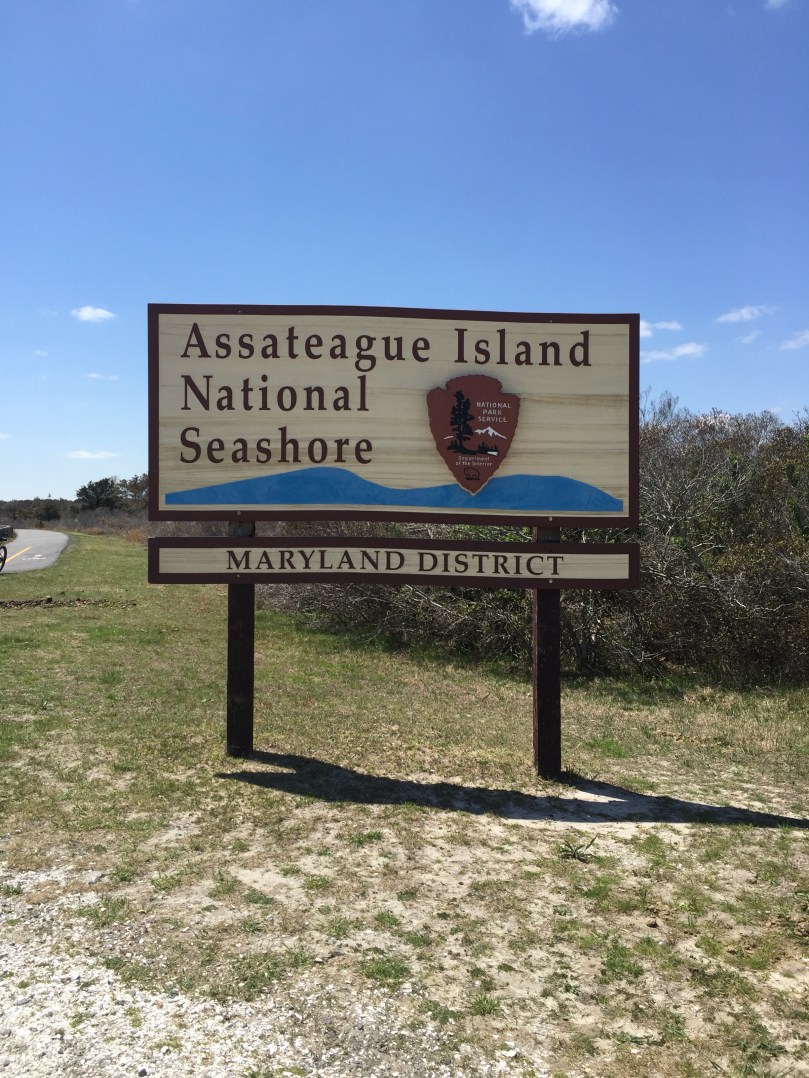 Assateague Island
National
Seashore
NATIONAL
PARK
SERVICE
Department
of the Interior
MARYLAND DISTRICT